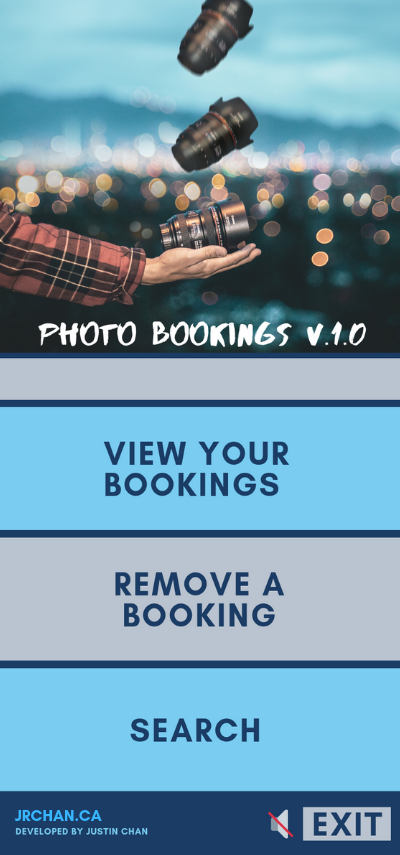 PHOTO BOOKINGS V.1.0
VIEW YOUR
BOOKINGS
REMOVE A
BOOKING
SEARCH
JRCHAN.CA
DEVELOPED BY JUSTIN CHAN
EXIT